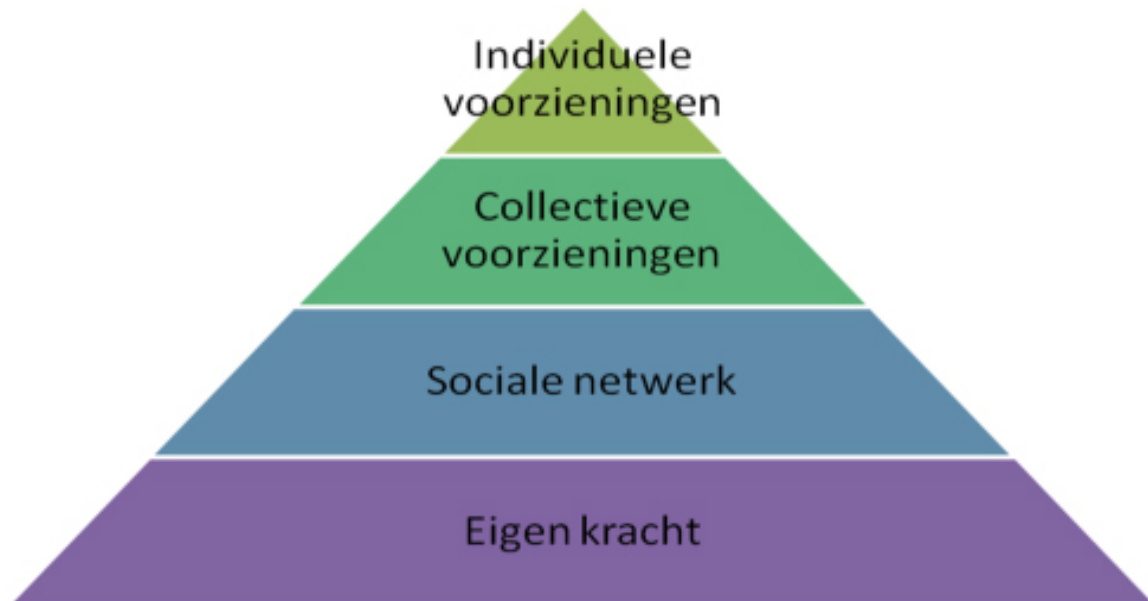 Individuele
voorzieningen
Collectieve
voorzieningen
Sociale netwerk
Eigen kracht